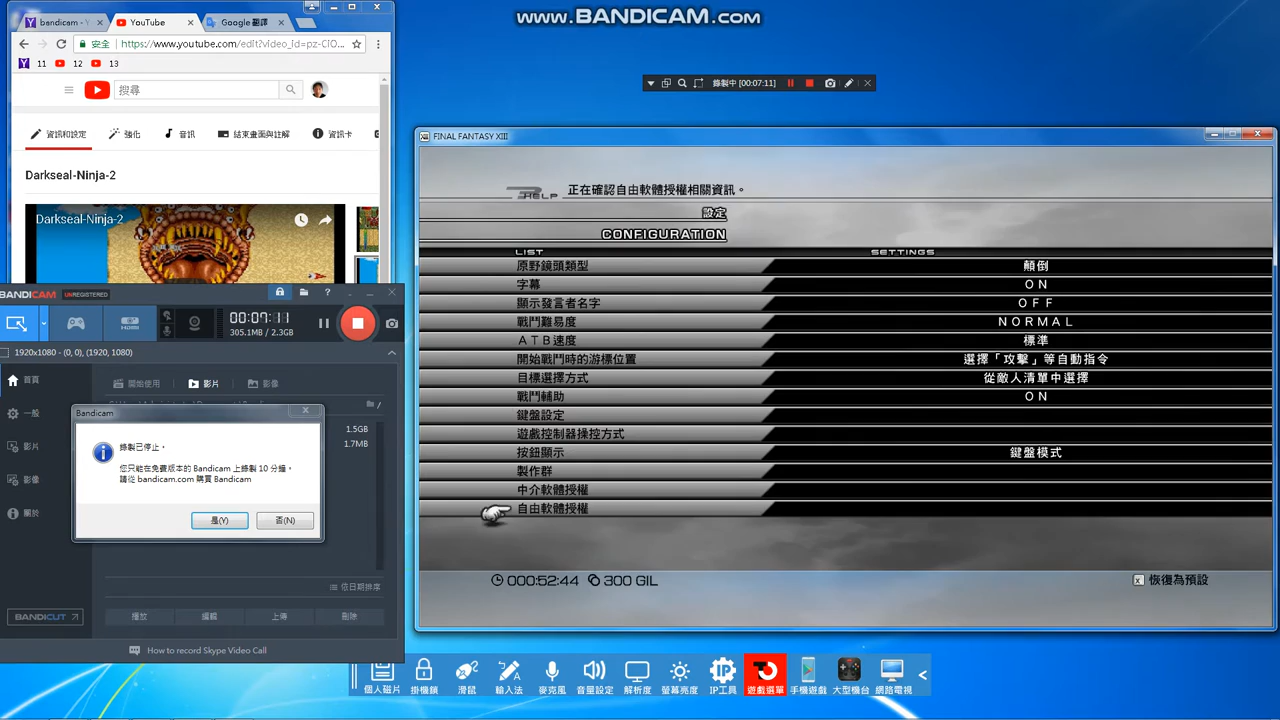 www.BANDICAM.com
bandicam - Y
YouTube
Google 翻譯
安全
https://www.youtube.com/edit?video_id=pz-CiO...
11
12
13
搜尋
資訊和設定
強化
音訊
結束畫面與註解
資訊卡
Darkseal-Ninja-2
Darkseal-Ninja-2
錄製中 [00:07:11]
FINAL FANTASY XIII
HELP
正在確認自由軟體授權相關資訊。
設定
CONFIGURATION
LIST
SETTINGS
原野鏡頭類型
顛倒
字幕
ON
顯示發言者名字
OFF
戰鬥難易度
NORMAL
ATB速度
標準
開始戰鬥時的游標位置
選擇「攻擊」等自動指令
目標選擇方式
從敵人清單中選擇
戰鬥輔助
ON
鍵盤設定
遊戲控制器操控方式
按鈕顯示
鍵盤模式
製作群
中介軟體授權
自由軟體授權
000:52:44
300 GIL
X 恢復為預設
BANDICAM
UNREGISTERED
HDMI
00:07:11
305.1MB / 2.3GB
1920x1080 - (0, 0), (1920, 1080)
首頁
一般
影片
影像
關於
開始使用
影片
影像
1.5GB
1.7MB
Bandicam
錄製已停止。
您只能在免費版本的 Bandicam 上錄製 10 分鐘。
請從 bandicam.com 購買 Bandicam
是(Y)
否(N)
依日期排序
BANDICUT
播放
編輯
上傳
刪除
How to record Skype Video Call
個人磁片
掛機鎖
滑鼠
輸入法
麥克風
音量設定
解析度
螢幕亮度
IP工具
遊戲選單
手機遊戲
大型機台
網路電視